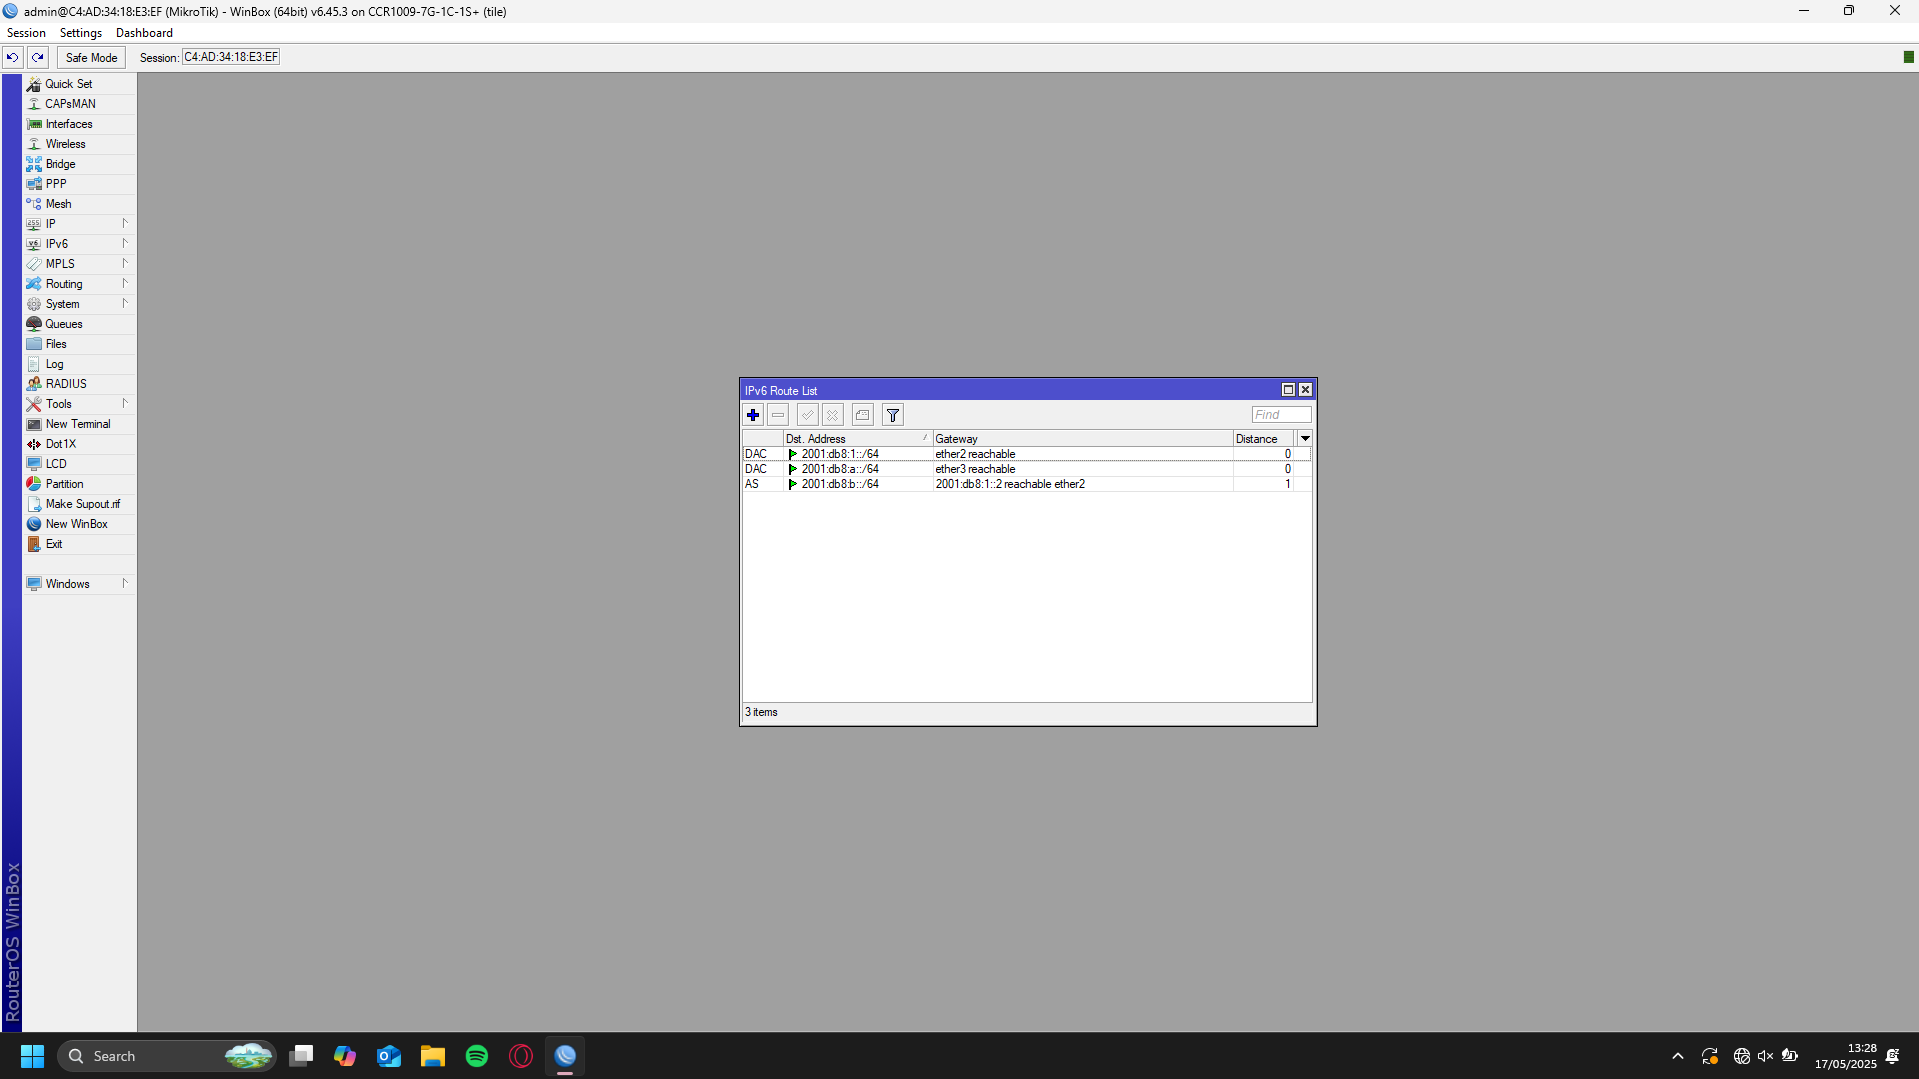 admin@C4:AD:34:18:E3:EF (MikroTik) - WinBox (64bit) v6.45.3 on CCR1009-7G-1C-1S+ (tile)
Session Settings Dashboard
Safe Mode Session: C4:AD:34:18:E3:EF
Quick Set
CAPsMAN
Interfaces
Wireless
Bridge
PPP
Mesh
IP
IPv6
MPLS
Routing
System
Queues
Files
Log
RADIUS
Tools
New Terminal
Dot1X
LCD
Partition
Make Supout.rif
New WinBox
Exit
Windows
RouterOS WinBox
IPv6 Route List
Find
Dst. Address Gateway Distance
DAC 2001:db8:1::/64 ether2 reachable 0
DAC 2001:db8:a::/64 ether3 reachable 0
AS 2001:db8:b::/64 2001:db8:1::2 reachable ether2 1
3 items
Search
13:28
17/05/2025